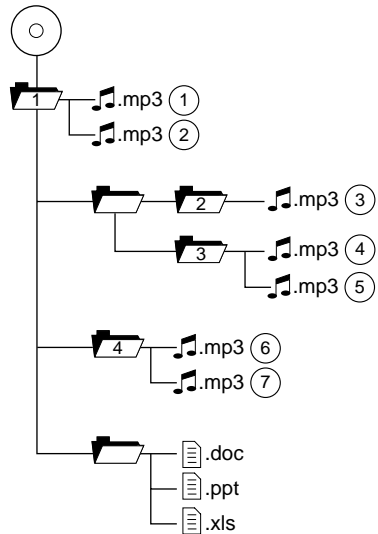 1 .mp3 1
.mp3 2
2 .mp3 3
3 .mp3 4
.mp3 5
4 .mp3 6
.mp3 7
.doc
.ppt
.xls